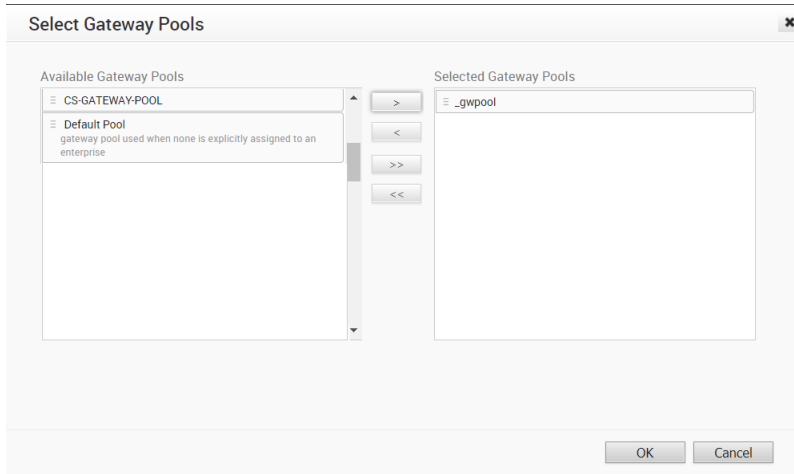 Select Gateway Pools
Available Gateway Pools
CS-GATEWAY-POOL
Default Pool
gateway pool used when none is explicitly assigned to an
enterprise
>
<
>>
<<
Selected Gateway Pools
_gwpool
OK
Cancel